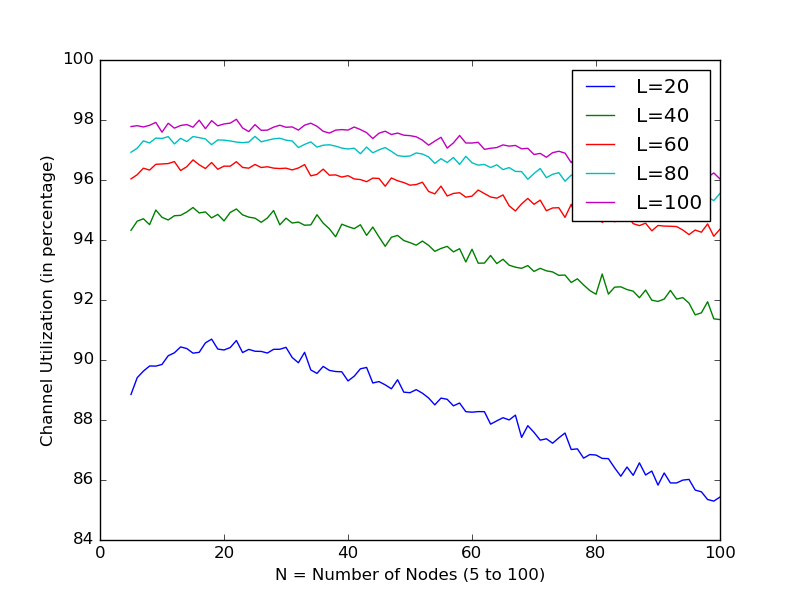 100
98
96
94
92
90
88
86
84
0
20
40
60
80
100
Channel Utilization (in percentage)
N = Number of Nodes (5 to 100)
L=20
L=40
L=60
L=80
L=100